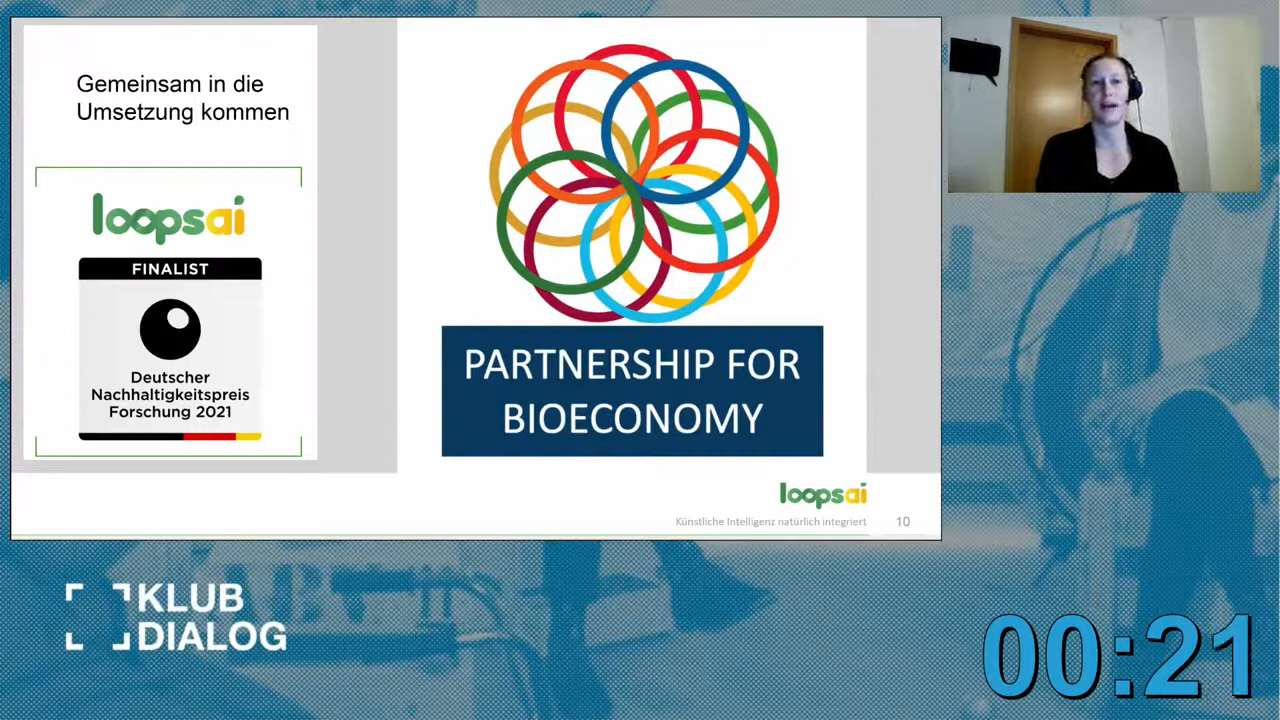 Gemeinsam in die
Umsetzung kommen
loopsai
FINALIST
Deutscher
Nachhaltigkeitspreis
Forschung 2021
PARTNERSHIP FOR
BIOECONOMY
loopsai
Künstliche Intelligenz natürlich integriert
10
KLUB
DIALOG
00:21